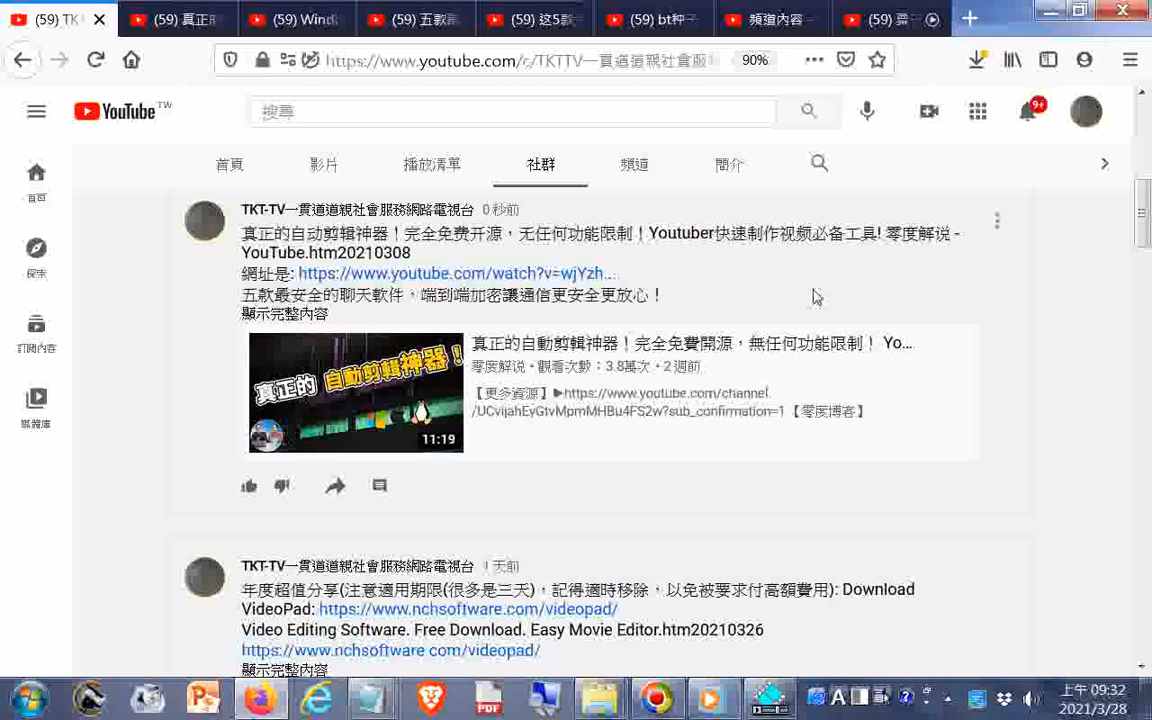 (59) TK
(59) 真正
(59) Wind
(59) 五款
(59) 这5款
(59) bt种子
頻道內容
(59)
https://www.youtube.com/c/TKTTV一貫道道親社會服
90%
YouTube TW
搜尋
9+
首頁
影片
播放清單
社群
頻道
簡介
首頁
探索
訂閱內容
媒體庫
TKT-TV一貫道道親社會服務網路電視台 0 秒前
真正的自动剪辑神器！完全免费开源，无任何功能限制！Youtuber快速制作视频必备工具! 零度解说 -
YouTube.htm20210308
網址是: https://www.youtube.com/watch?v=wjYzh...
五款最安全的聊天軟件，端到端加密讓通信更安全更放心！
顯示完整內容
真正的自動剪輯神器！
11:19
真正的自動剪輯神器！完全免費開源，無任何功能限制！ Yo...
零度解说・觀看次數：3.8萬次・2 週前
【更多資源】▶https://www.youtube.com/channel
/UCvijahEyGtvMpmMHBu4FS2w?sub_confirmation=1【零度博客】
TKT-TV一貫道道親社會服務網路電視台 1 天前
年度超值分享(注意適用期限(很多是三天)，記得適時移除，以免被要求付高額費用): Download
VideoPad: https://www.nchsoftware.com/videopad/
Video Editing Software. Free Download. Easy Movie Editor.htm20210326
https://www.nchsoftware.com/videopad/
顯示完整內容
PDF
A
上午 09:32
2021/3/28